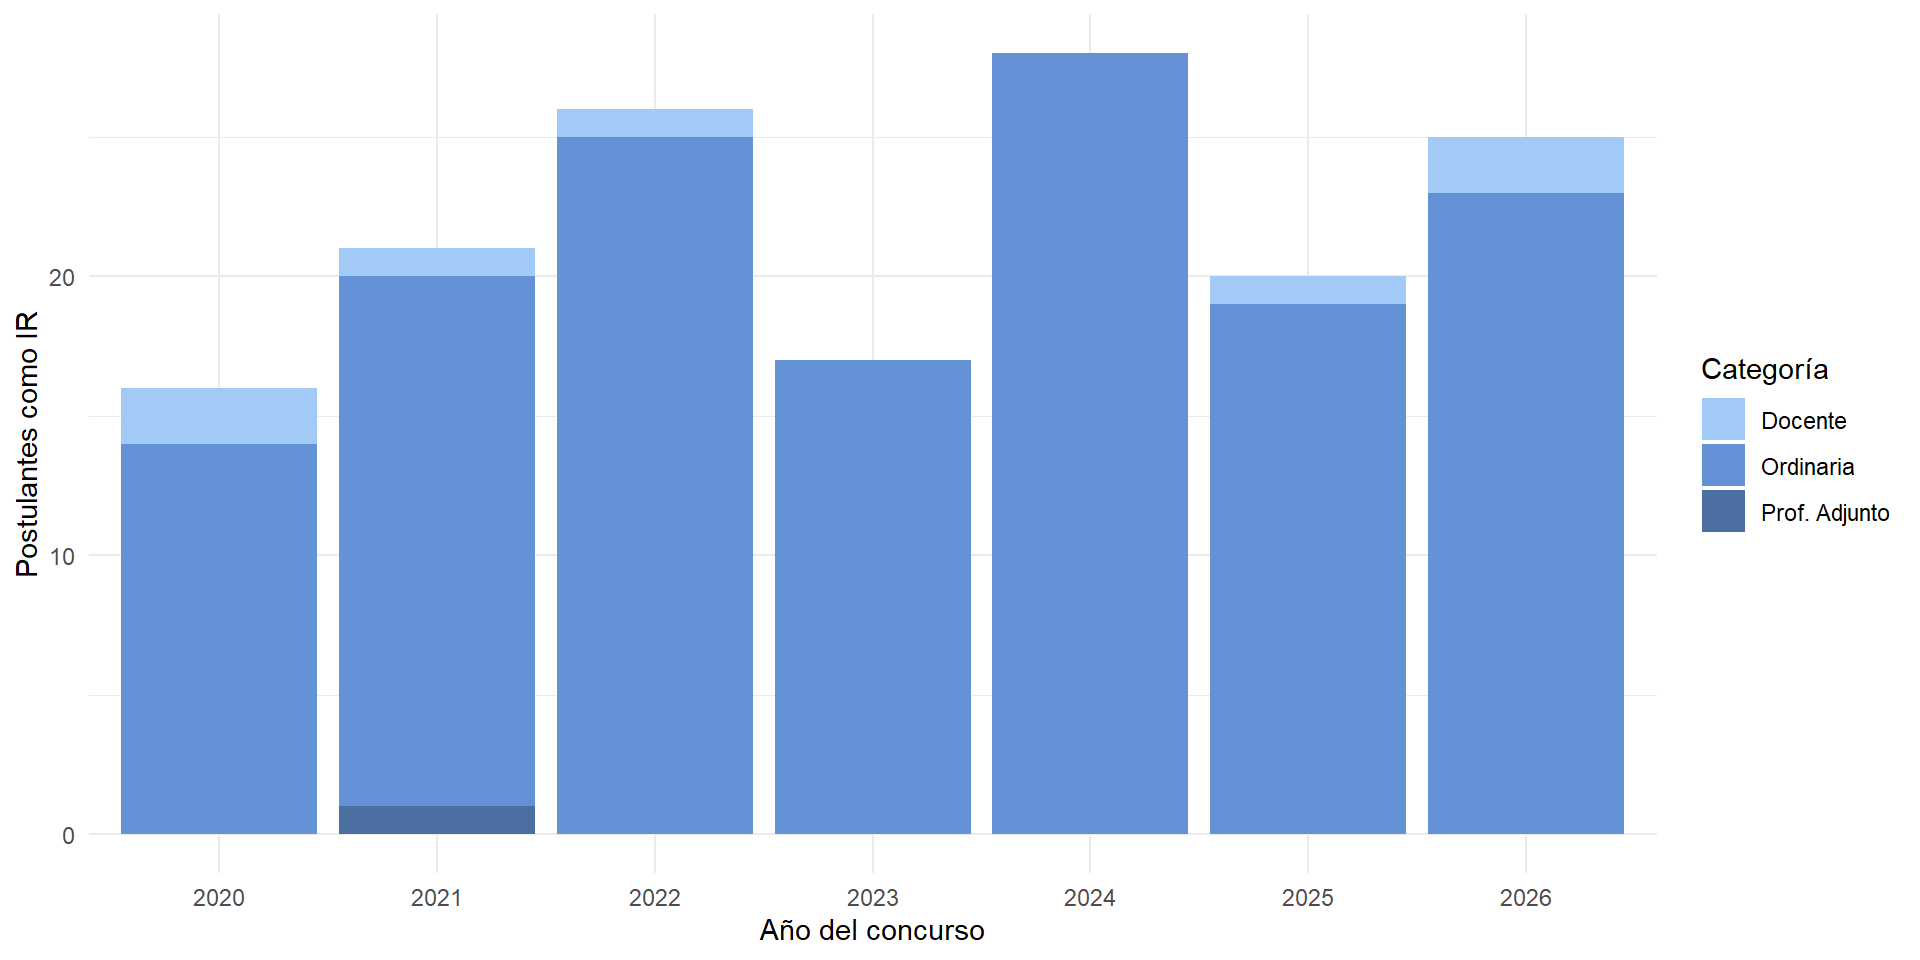 Postulantes como IR
20
10
0
2020 2021 2022 2023 2024 2025 2026
Año del concurso
Categoría
Docente
Ordinaria
Prof. Adjunto